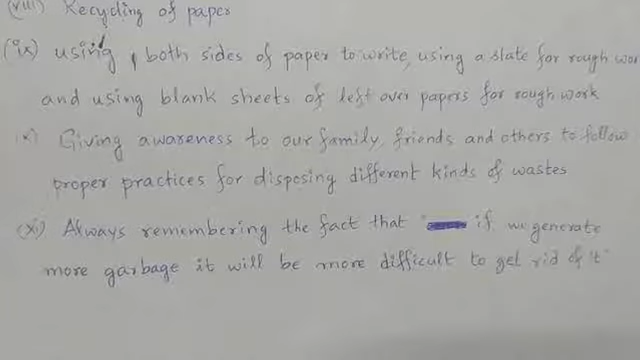 (viii) Recycling of paper
(ix) using, both sides of paper to write, using a slate for rough wor
and using blank sheets of left over papers for rough work
(x) Giving awareness to our family, friends and others to follow
proper practices for disposing different kinds of wastes
(xi) Always remembering the fact that if we generate
more garbage it will be more difficult to get rid of it